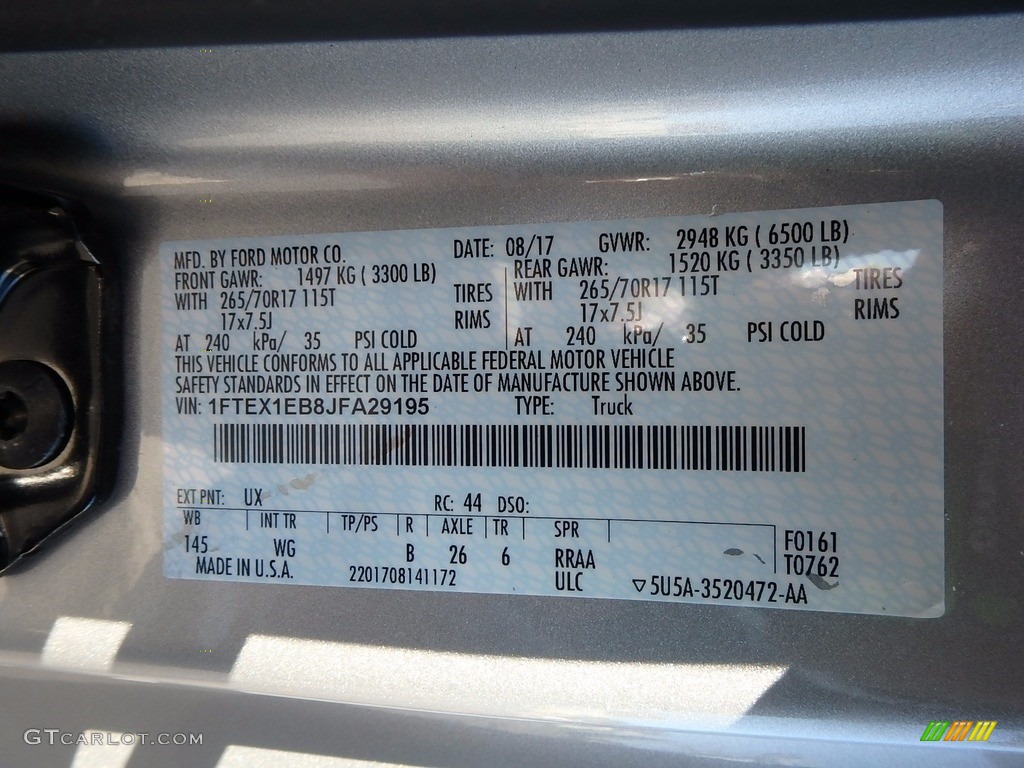 MFD. BY FORD MOTOR CO. DATE: 08/17 GVWR: 2948 KG ( 6500 LB)
FRONT GAWR: 1497 KG ( 3300 LB) REAR GAWR: 1520 KG ( 3350 LB)
WITH 265/70R17 115T TIRES WITH 265/70R17 115T TIRES
17x7.5J RIMS 17x7.5J RIMS
AT 240 kPa/ 35 PSI COLD AT 240 kPa/ 35 PSI COLD
THIS VEHICLE CONFORMS TO ALL APPLICABLE FEDERAL MOTOR VEHICLE
SAFETY STANDARDS IN EFFECT ON THE DATE OF MANUFACTURE SHOWN ABOVE.
VIN: 1FTEX1EB8JFA29195 TYPE: Truck
EXT PNT: UX RC: 44 DSO:
WB INT TR TP/PS R AXLE TR SPR F0161
145 WG B 26 6 RRAA T0762
MADE IN U.S.A. 2201708141172 ULC ▽5U5A-3520472-AA
GTCARLOT.COM